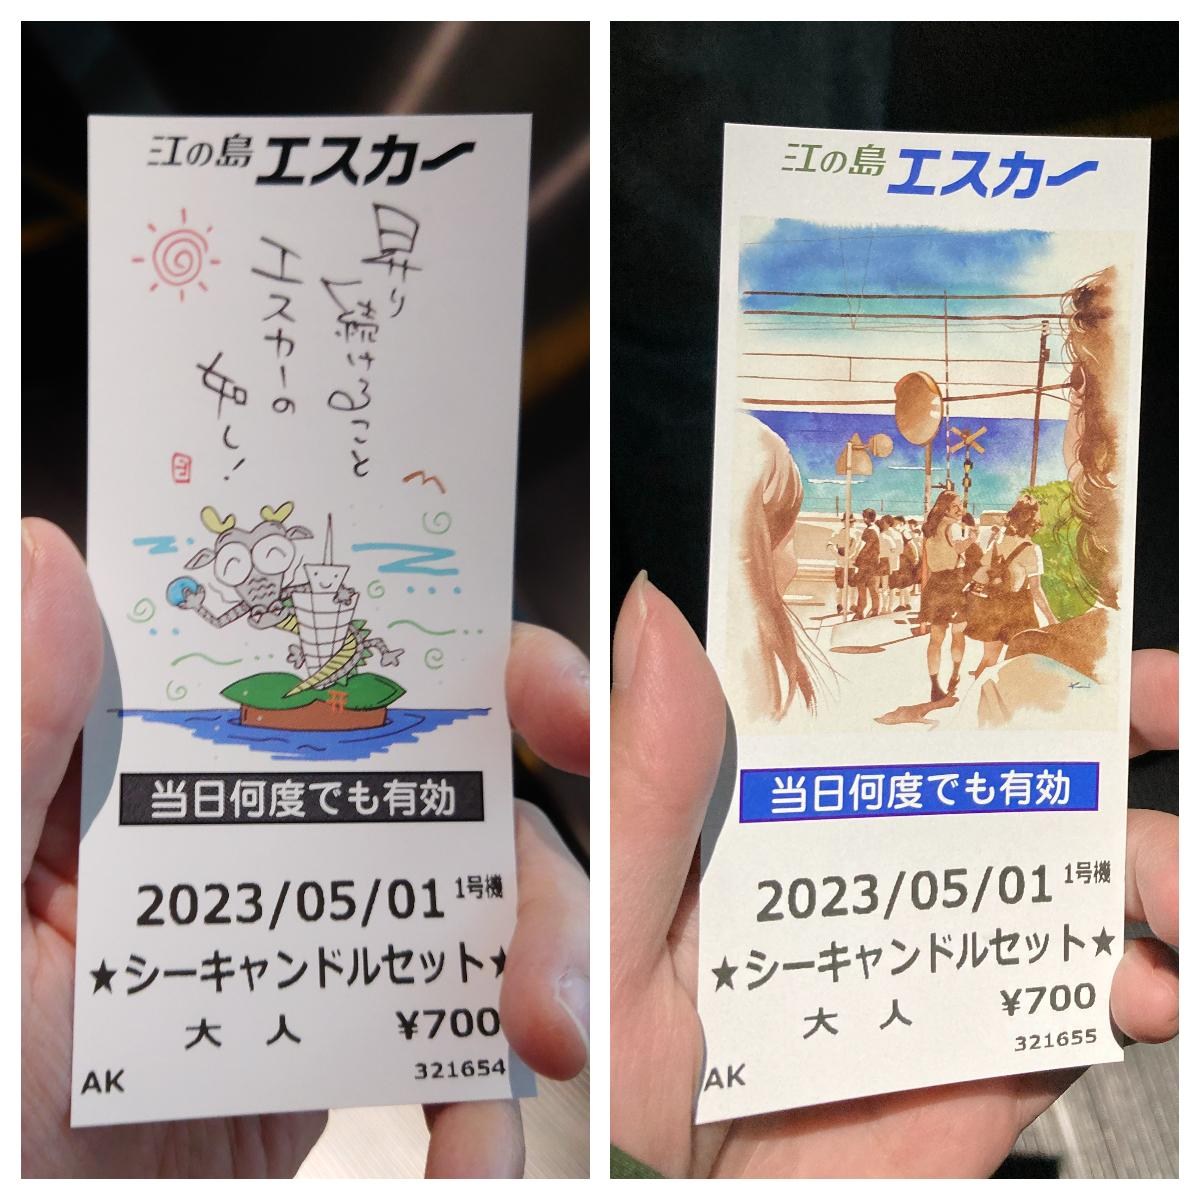 江の島 エスカー
昇り
続けること
エスカーの
如し!
当日何度でも有効
2023/05/01 1号機
★シーキャンドルセット★
大人 ¥700
321654
AK
江の島 エスカー
当日何度でも有効
2023/05/01 1号機
★シーキャンドルセット★
大人 ¥700
321655
AK